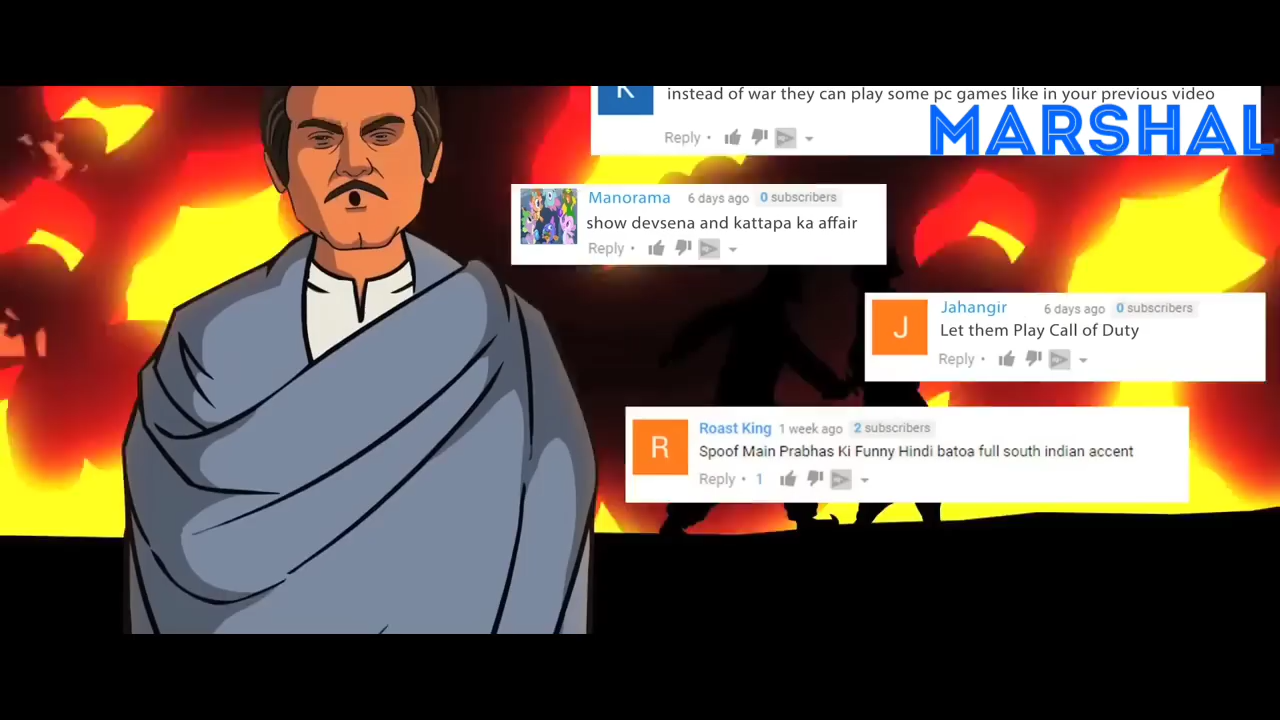 K
instead of war they can play some pc games like in your previous video
Reply •
MARSHAL
Manorama 6 days ago 0 subscribers
show devsena and kattapa ka affair
Reply •
J
Jahangir 6 days ago 0 subscribers
Let them Play Call of Duty
Reply •
R
Roast King 1 week ago 2 subscribers
Spoof Main Prabhas Ki Funny Hindi batoa full south indian accent
Reply • 1